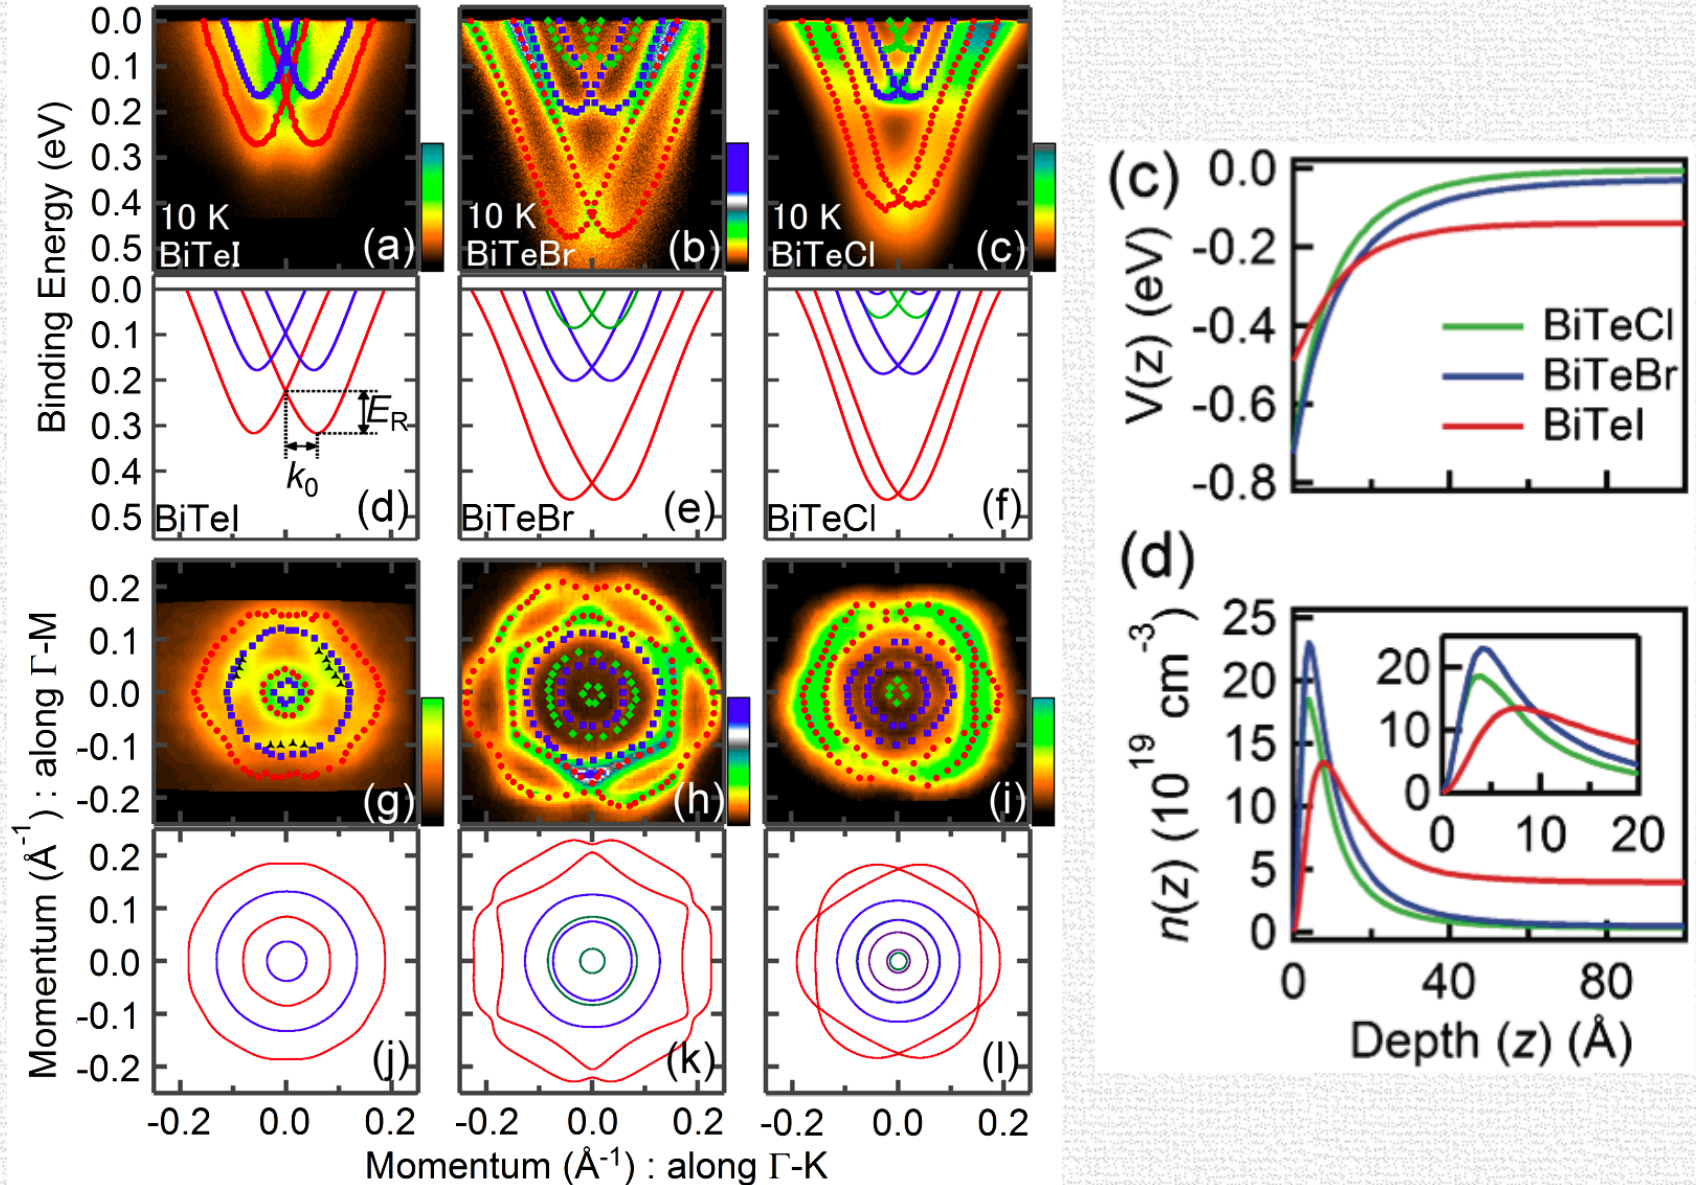 Binding Energy (eV)
0.0
0.1
0.2
0.3
0.4
0.5
10 K
BiTeI
(a)
10 K
BiTeBr
(b)
10 K
BiTeCl
(c)
0.0
0.1
0.2
0.3
0.4
0.5
E_R
k_0
BiTeI
(d)
BiTeBr
(e)
BiTeCl
(f)
Momentum (Å⁻¹) : along Γ-M
0.2
0.1
0.0
-0.1
-0.2
(g)
(h)
(i)
0.2
0.1
0.0
-0.1
-0.2
(j)
(k)
(l)
-0.2 0.0 0.2 -0.2 0.0 0.2 -0.2 0.0 0.2
Momentum (Å⁻¹) : along Γ-K
(c)
V(z) (eV)
0.0
-0.2
-0.4
-0.6
-0.8
BiTeCl
BiTeBr
BiTeI
(d)
n(z) (10¹⁹ cm⁻³)
25
20
15
10
5
0
20
10
0
0 10 20
0 40 80
Depth (z) (Å)